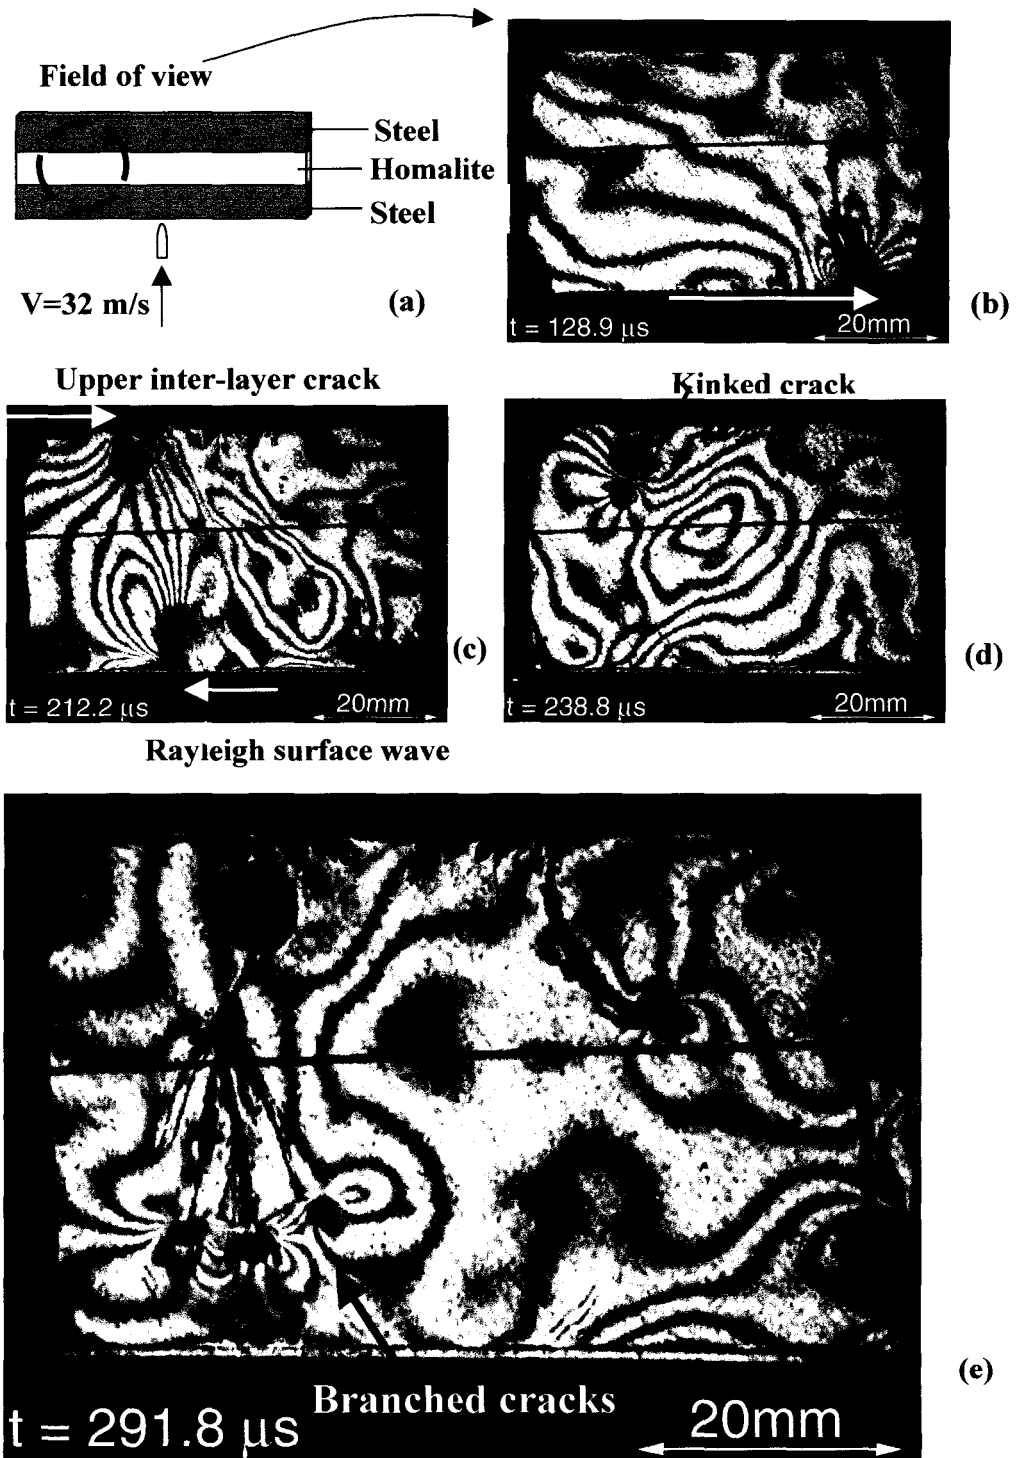 Field of view
Steel
Homalite
Steel
V=32 m/s
(a)
t = 128.9 μs
20mm
(b)
Upper inter-layer crack
Kinked crack
t = 212.2 μs
20mm
(c)
t = 238.8 μs
20mm
(d)
Rayleigh surface wave
Branched cracks
t = 291.8 μs
20mm
(e)